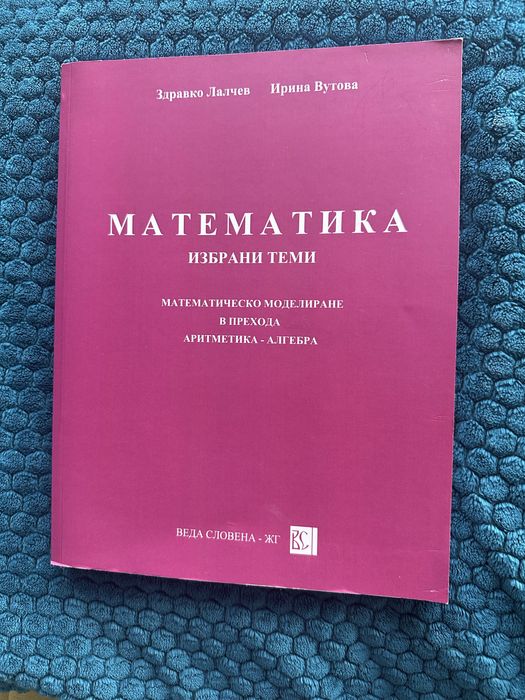 Здравко Лалчев Ирина Вутова
МАТЕМАТИКА
ИЗБРАНИ ТЕМИ
МАТЕМАТИЧЕСКО МОДЕЛИРАНЕ
В ПРЕХОДА
АРИТМЕТИКА - АЛГЕБРА
ВЕДА СЛОВЕНА - ЖГ
ВС